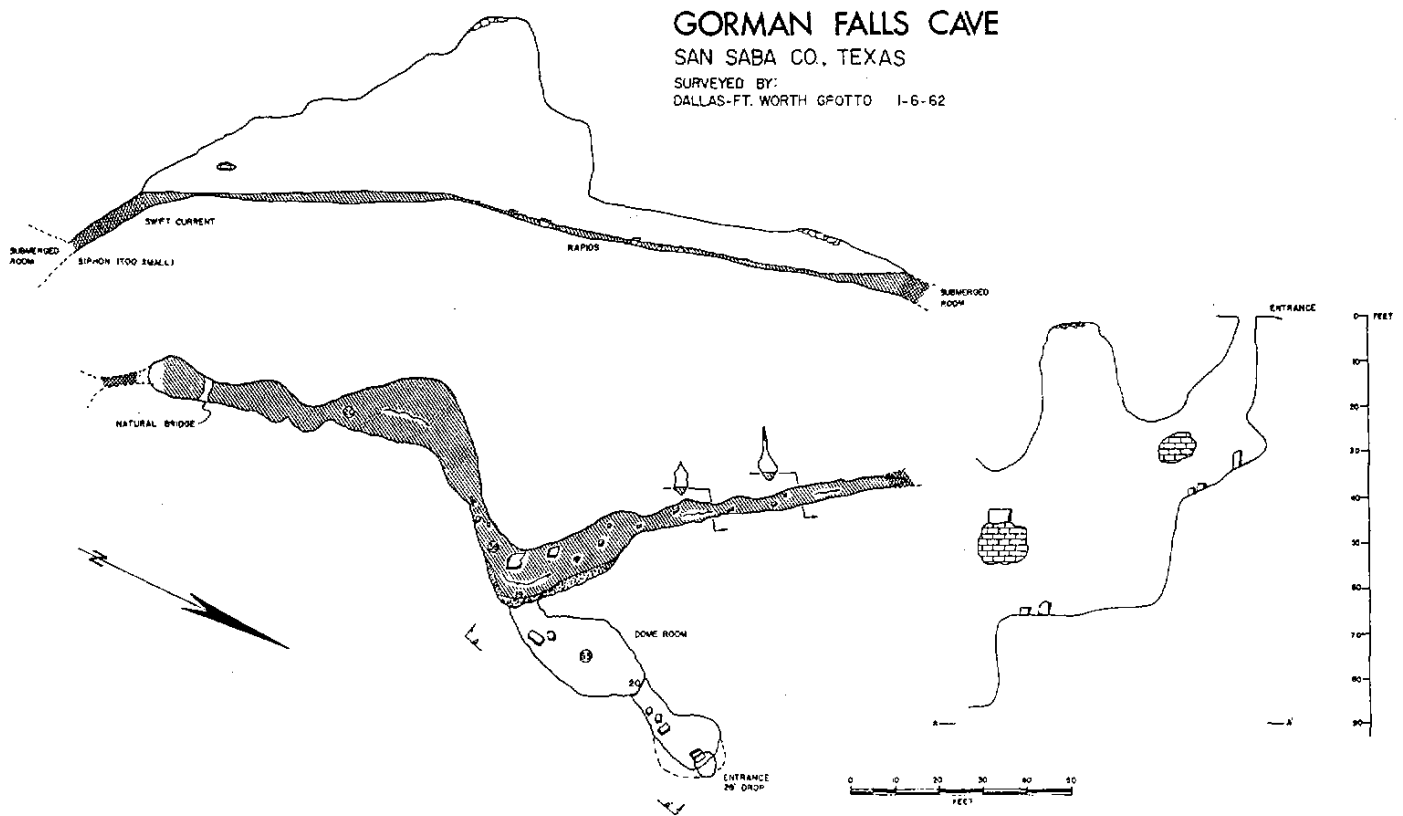 GORMAN FALLS CAVE
SAN SABA CO., TEXAS
SURVEYED BY:
DALLAS-FT. WORTH GROTTO 1-6-62
SWIFT CURRENT
SUBMERGED
ROOM
SIPHON (TOO SMALL)
RAPIDS
SUBMERGED
ROOM
ENTRANCE
0 FEET
10
20
30
40
50
60
70
80
90
A
A'
NATURAL BRIDGE
N
DOME ROOM
20
ENTRANCE
28' DROP
0 10 20 30 40 50
FEET